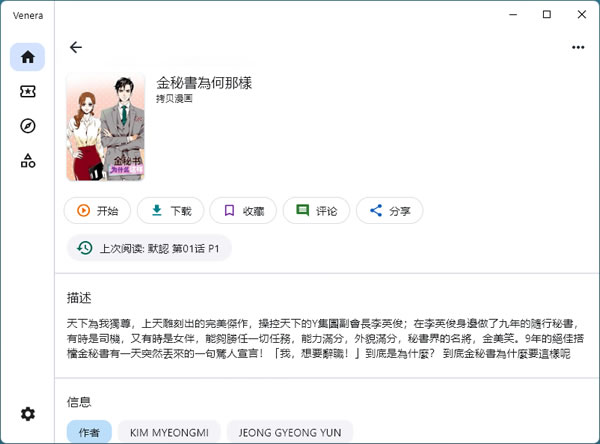 Venera
金秘書為何那樣
拷贝漫画
金秘书
为什么
开始
下载
收藏
评论
分享
上次阅读: 默認 第01话 P1
描述
天下為我獨尊，上天雕刻出的完美傑作，操控天下的Y集團副會長李英俊；在李英俊身邊做了九年的隨行秘書，
有時是司機，又有時是女伴，能夠勝任一切任務，能力滿分，外貌滿分，秘書界的名將，金美笑。9年的絕佳搭
檔金秘書有一天突然丟來的一句驚人宣言！「我，想要辭職！」到底是為什麼？ 到底金秘書為什麼要這樣呢
信息
作者
KIM MYEONGMI
JEONG GYEONG YUN